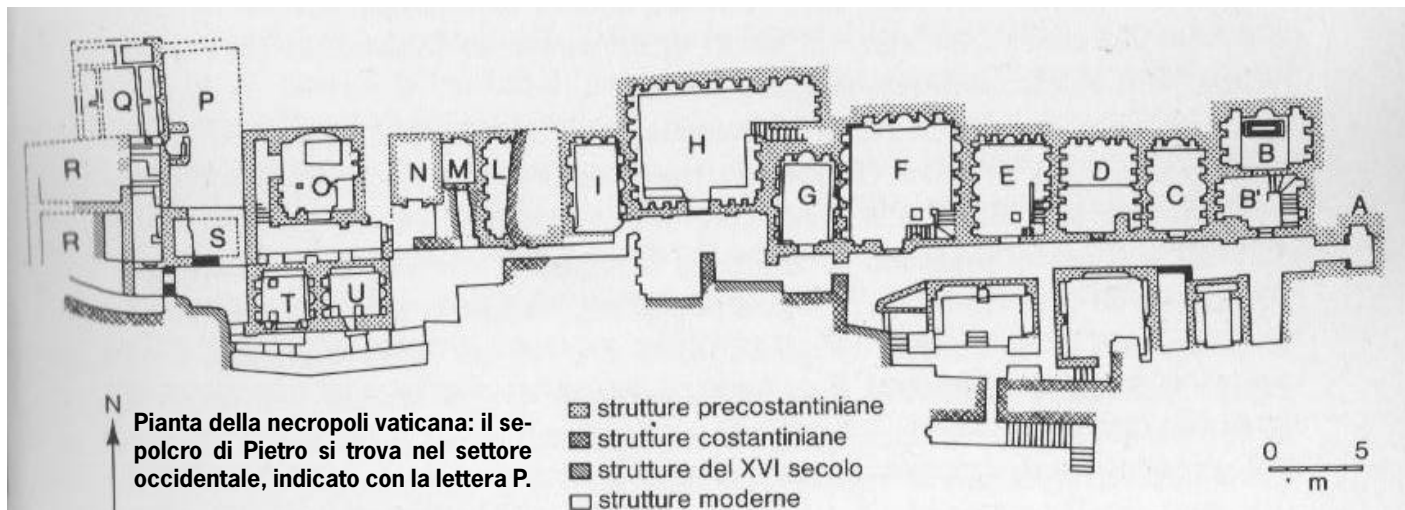 Q
P
R
R
S
O
T
U
N
M
L
I
H
G
F
E
D
C
B
B'
A
N
Pianta della necropoli vaticana: il se-
polcro di Pietro si trova nel settore
occidentale, indicato con la lettera P.
strutture precostantiniane
strutture costantiniane
strutture del XVI secolo
strutture moderne
0 5
m